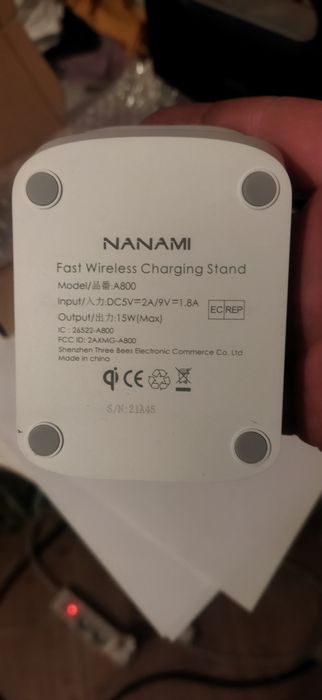 NANAMI
Fast Wireless Charging Stand
Model/品番:A800
Input/入力:DC5V=2A/9V=1.8A
EC REP
Output/出力:15W(Max)
IC : 26522-A800
FCC ID: 2AXMG-A800
Shenzhen Three Bees Electronic Commerce Co. Ltd
Made in china
qi CE
S/N:21A45